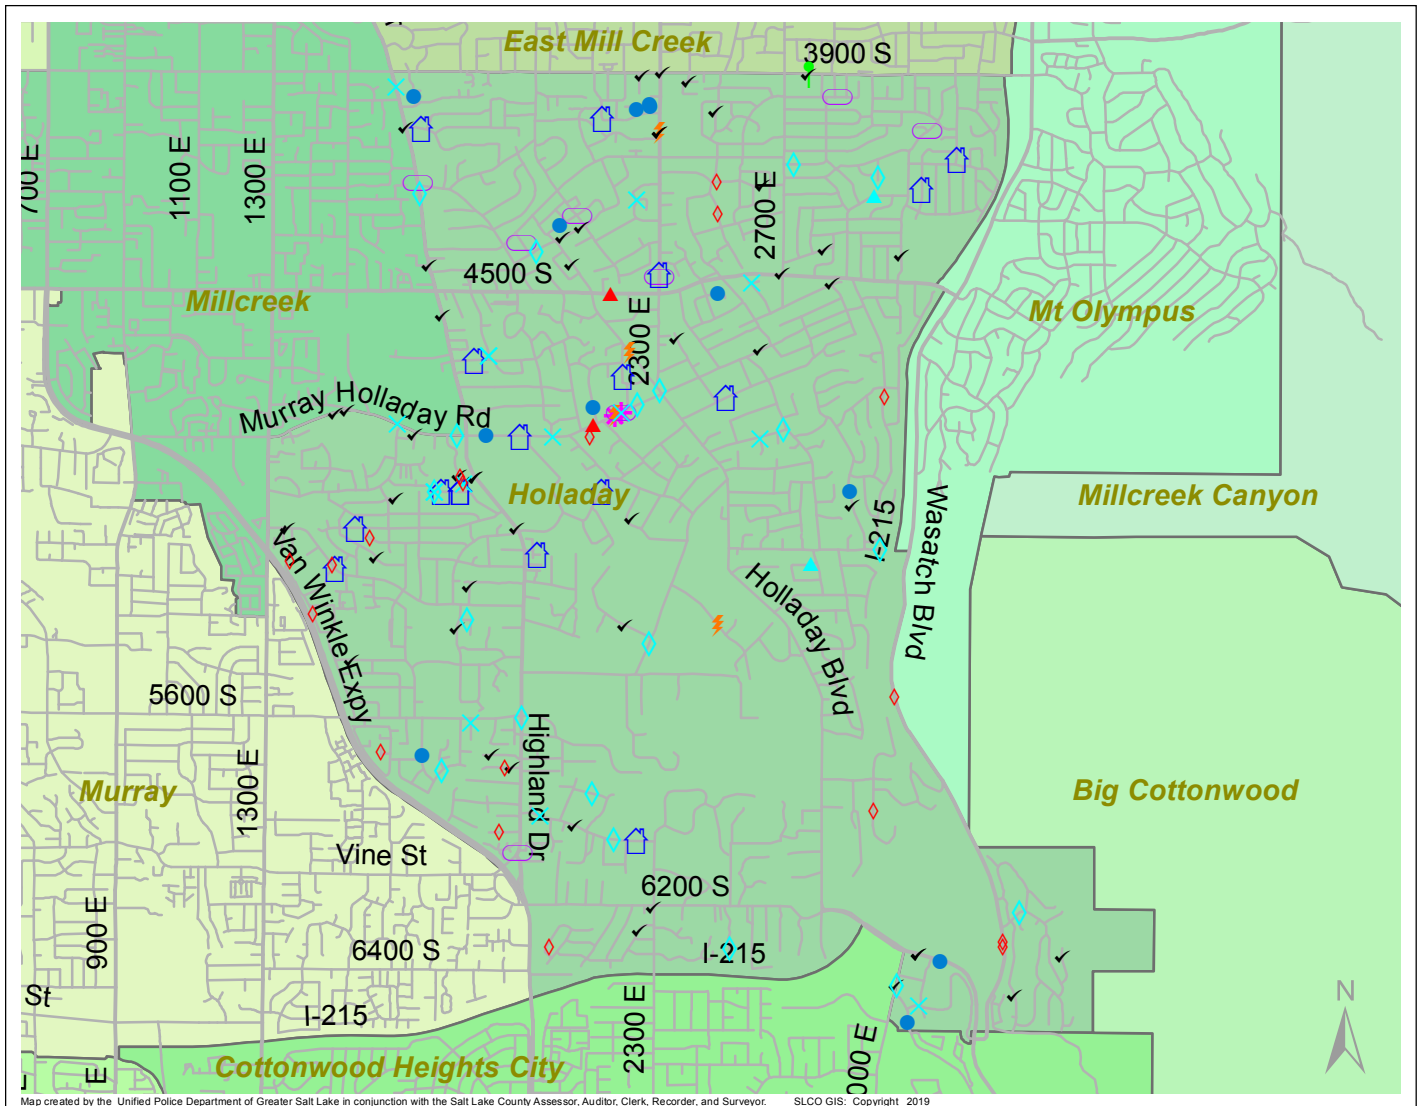 East Mill Creek
3900 S
700 E
1100 E
1300 E
2700 E
4500 S
Millcreek
Mt Olympus
2300 E
Murray Holladay Rd
Holladay
Millcreek Canyon
I-215
Wasatch Blvd
Van Winkle Expy
Holladay Blvd
5600 S
Highland Dr
Murray
1300 E
Big Cottonwood
Vine St
6200 S
900 E
6400 S
I-215
St
I-215
2300 E
N
Cottonwood Heights City
E
000 E
Map created by the Unified Police Department of Greater Salt Lake in conjunction with the Salt Lake County Assessor, Auditor, Clerk, Recorder, and Surveyor. SLCO GIS: Copyright 2019